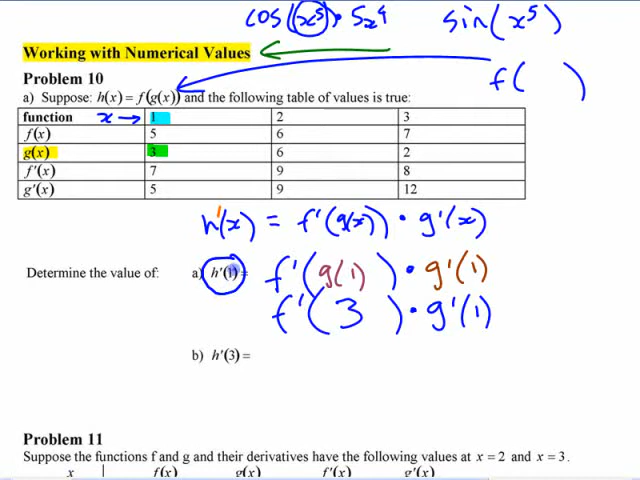 cos(x⁵)· 5x⁴ sin(x⁵)
Working with Numerical Values
f( )
Problem 10
a) Suppose: h(x) = f(g(x)) and the following table of values is true:
function x → 1 2 3
f(x) 5 6 7
g(x) 3 6 2
f′(x) 7 9 8
g′(x) 5 9 12
h'(x) = f'(g(x)) · g'(x)
Determine the value of: a) h′(1) = f'(g(1)) · g'(1)
f'( 3 ) · g'(1)
b) h′(3) =
Problem 11
Suppose the functions f and g and their derivatives have the following values at x = 2 and x = 3.
x f(x) g(x) f′(x) g′(x)